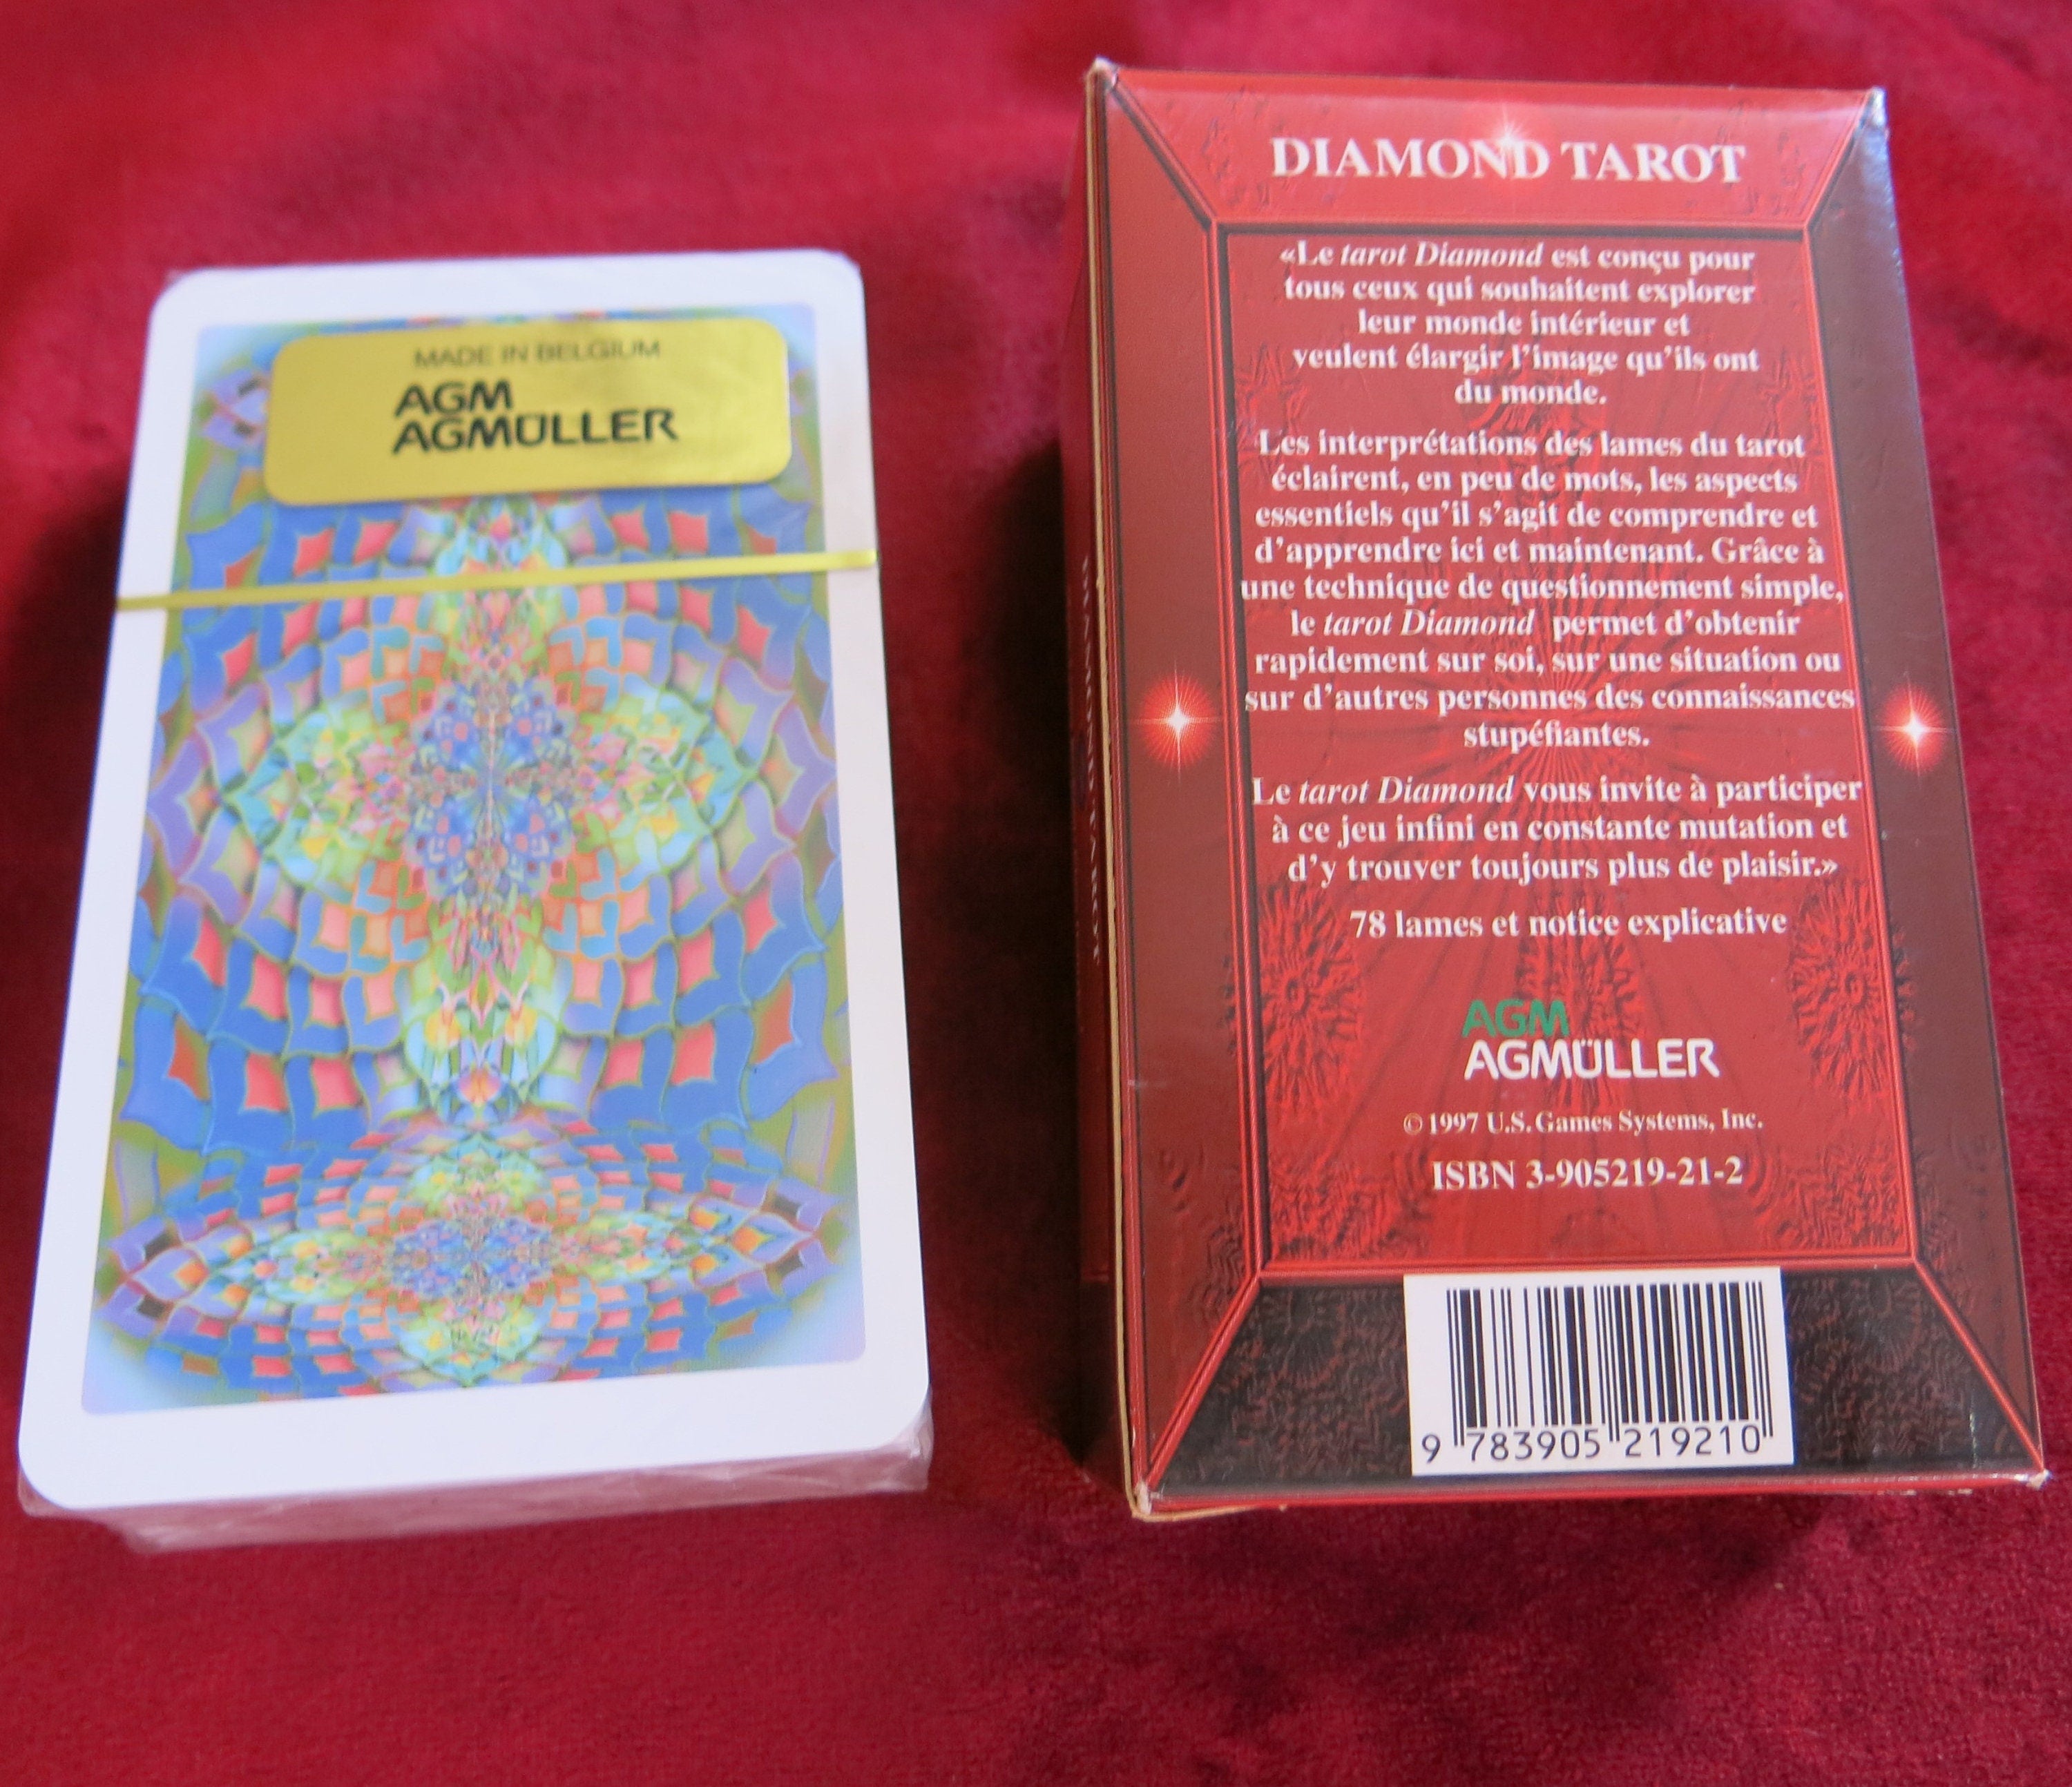 MADE IN BELGIUM
AGM
AGMÜLLER
DIAMOND TAROT
«Le tarot Diamond est conçu pour
tous ceux qui souhaitent explorer
leur monde intérieur et
veulent élargir l'image qu'ils ont
du monde.
Les interprétations des lames du tarot
éclairent, en peu de mots, les aspects
essentiels qu'il s'agit de comprendre et
d'apprendre ici et maintenant. Grâce à
une technique de questionnement simple,
le tarot Diamond permet d'obtenir
rapidement sur soi, sur une situation ou
sur d'autres personnes des connaissances
stupéfiantes.
Le tarot Diamond vous invite à participer
à ce jeu infini en constante mutation et
d'y trouver toujours plus de plaisir.»
78 lames et notice explicative
AGM
AGMÜLLER
© 1997 U.S. Games Systems, Inc.
ISBN 3-905219-21-2
9 783905 219210
DIAMOND TAROT